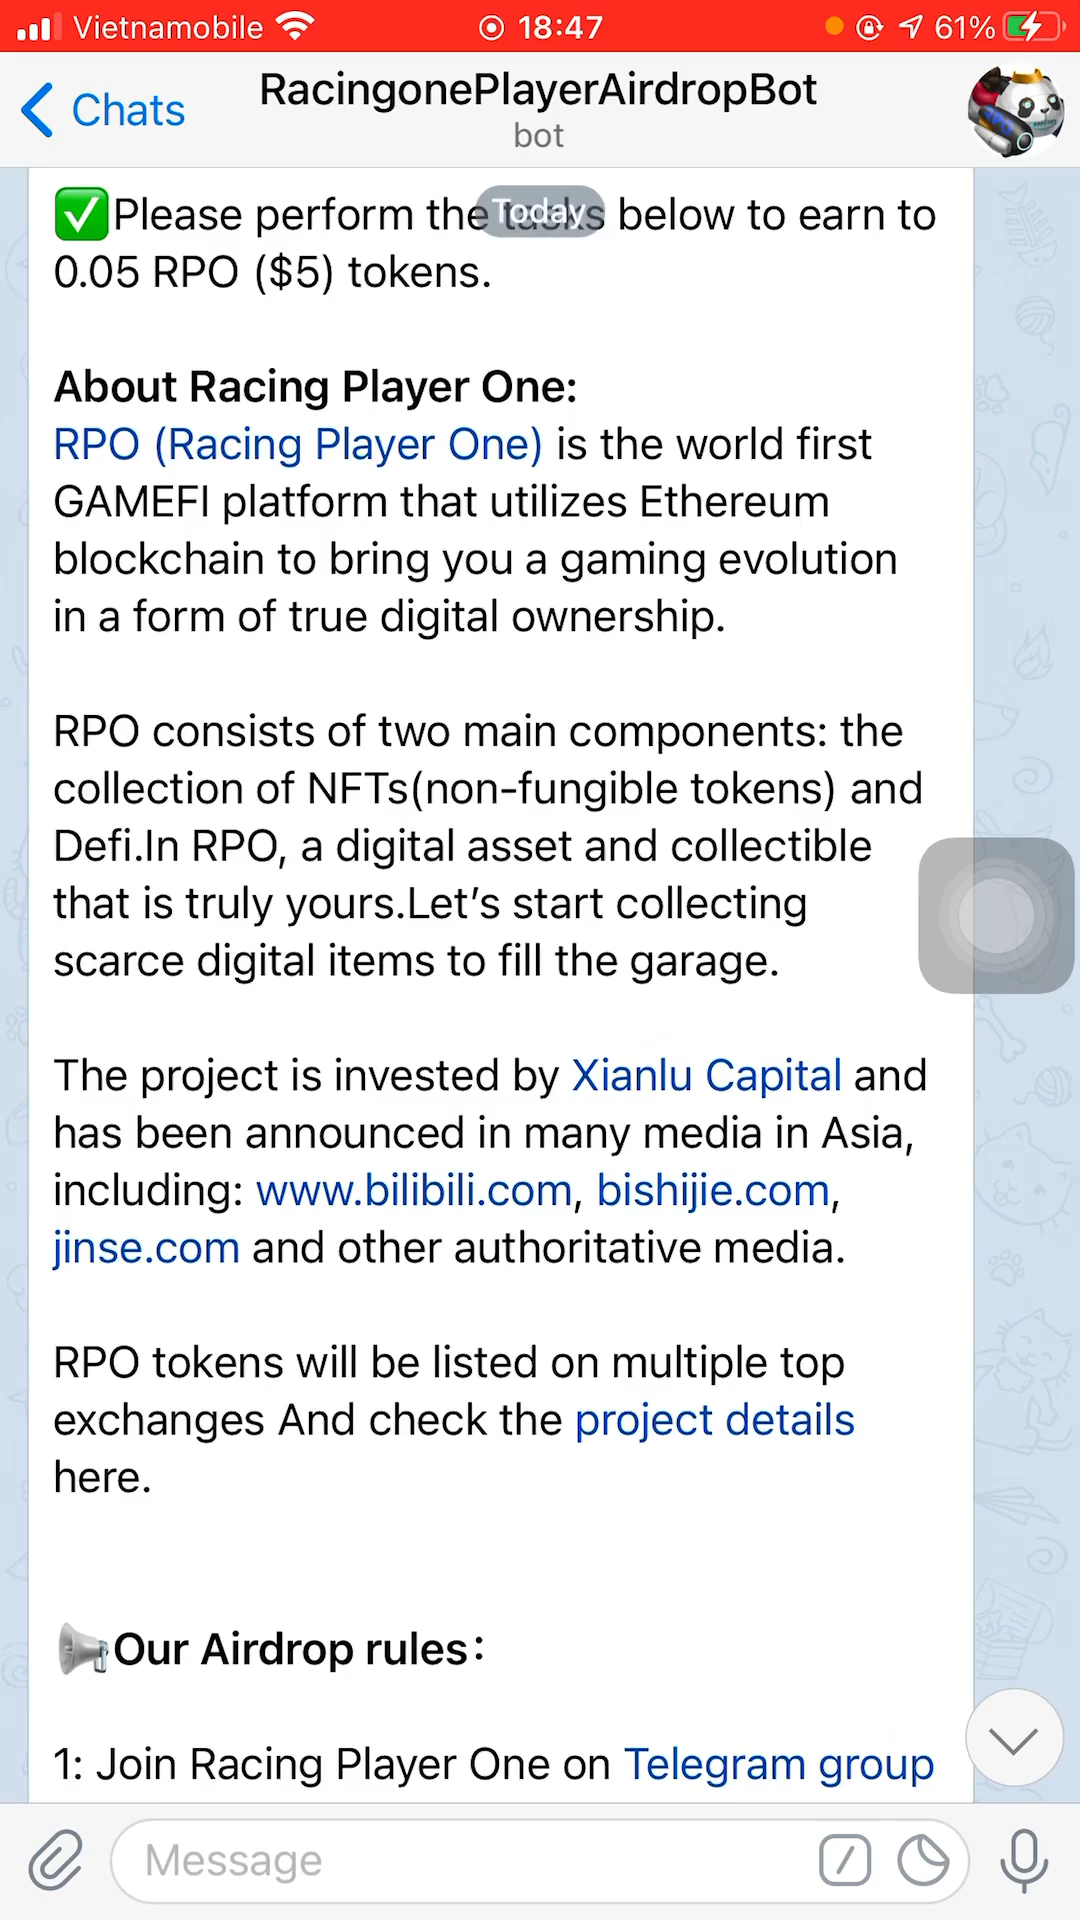 Vietnamobile 18:47 61%
Chats RacingonePlayerAirdropBot
bot
Today
✅Please perform the tasks below to earn to
0.05 RPO ($5) tokens.
About Racing Player One:
RPO (Racing Player One) is the world first
GAMEFI platform that utilizes Ethereum
blockchain to bring you a gaming evolution
in a form of true digital ownership.
RPO consists of two main components: the
collection of NFTs(non-fungible tokens) and
Defi.In RPO, a digital asset and collectible
that is truly yours.Let’s start collecting
scarce digital items to fill the garage.
The project is invested by Xianlu Capital and
has been announced in many media in Asia,
including: www.bilibili.com, bishijie.com,
jinse.com and other authoritative media.
RPO tokens will be listed on multiple top
exchanges And check the project details
here.
📢Our Airdrop rules:
1: Join Racing Player One on Telegram group
Message